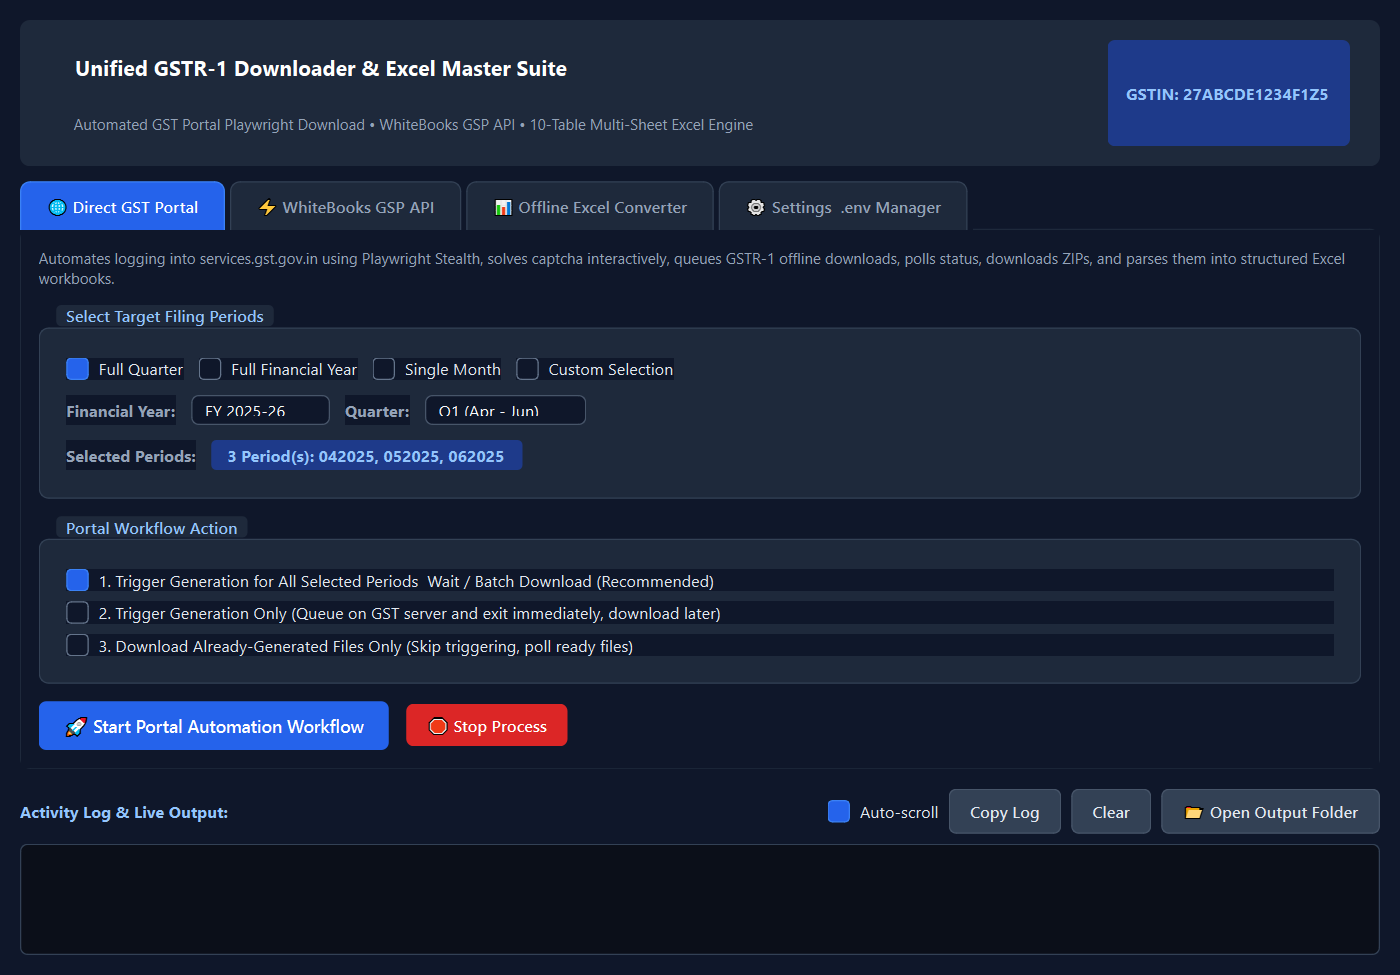 Unified GSTR-1 Downloader & Excel Master Suite
GSTIN: 27ABCDE1234F1Z5
Automated GST Portal Playwright Download • WhiteBooks GSP API • 10-Table Multi-Sheet Excel Engine
Direct GST Portal
WhiteBooks GSP API
Offline Excel Converter
Settings .env Manager
Automates logging into services.gst.gov.in using Playwright Stealth, solves captcha interactively, queues GSTR-1 offline downloads, polls status, downloads ZIPs, and parses them into structured Excel
workbooks.
Select Target Filing Periods
Full Quarter
Full Financial Year
Single Month
Custom Selection
Financial Year: FY 2025-26
Quarter: Q1 (Apr - Jun)
Selected Periods: 3 Period(s): 042025, 052025, 062025
Portal Workflow Action
1. Trigger Generation for All Selected Periods Wait / Batch Download (Recommended)
2. Trigger Generation Only (Queue on GST server and exit immediately, download later)
3. Download Already-Generated Files Only (Skip triggering, poll ready files)
Start Portal Automation Workflow
Stop Process
Activity Log & Live Output:
Auto-scroll
Copy Log
Clear
Open Output Folder